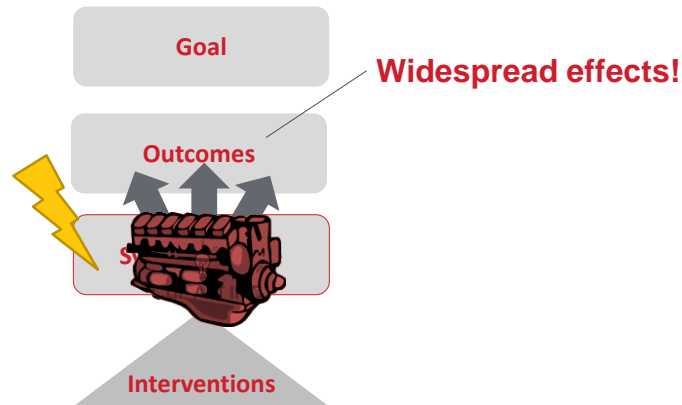 Goal
Widespread effects!
Outcomes
Interventions